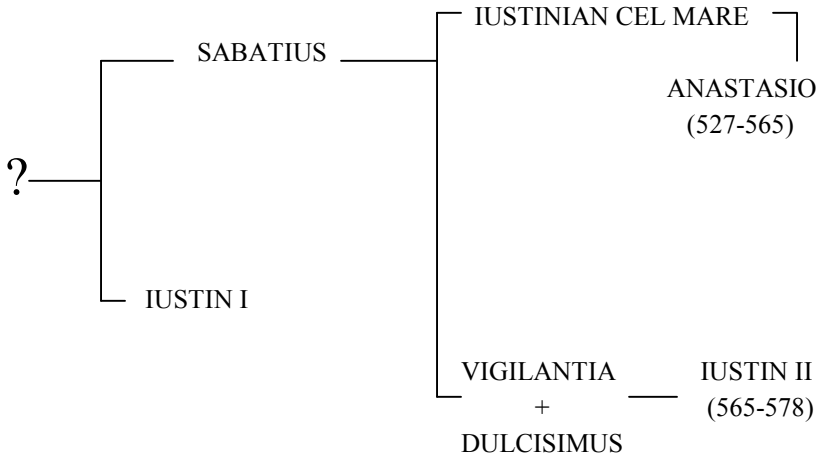 IUSTINIAN CEL MARE
SABATIUS
ANASTASIO
(527-565)
?
IUSTIN I
VIGILANTIA
+
DULCISIMUS
IUSTIN II
(565-578)